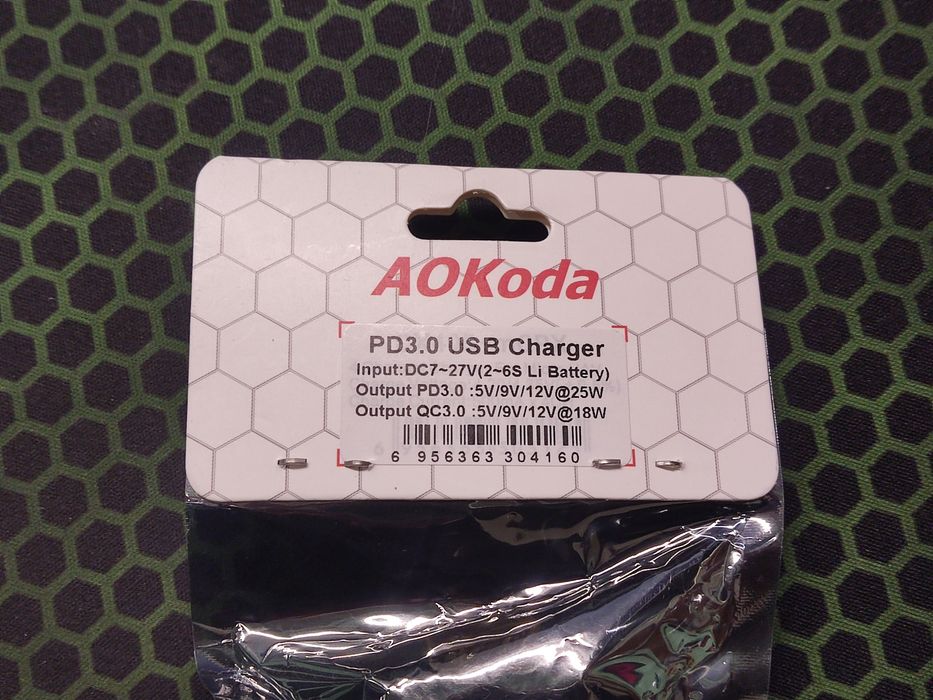 AOKoda
PD3.0 USB Charger
Input:DC7~27V(2~6S Li Battery)
Output PD3.0 :5V/9V/12V@25W
Output QC3.0 :5V/9V/12V@18W
6 956363 304160